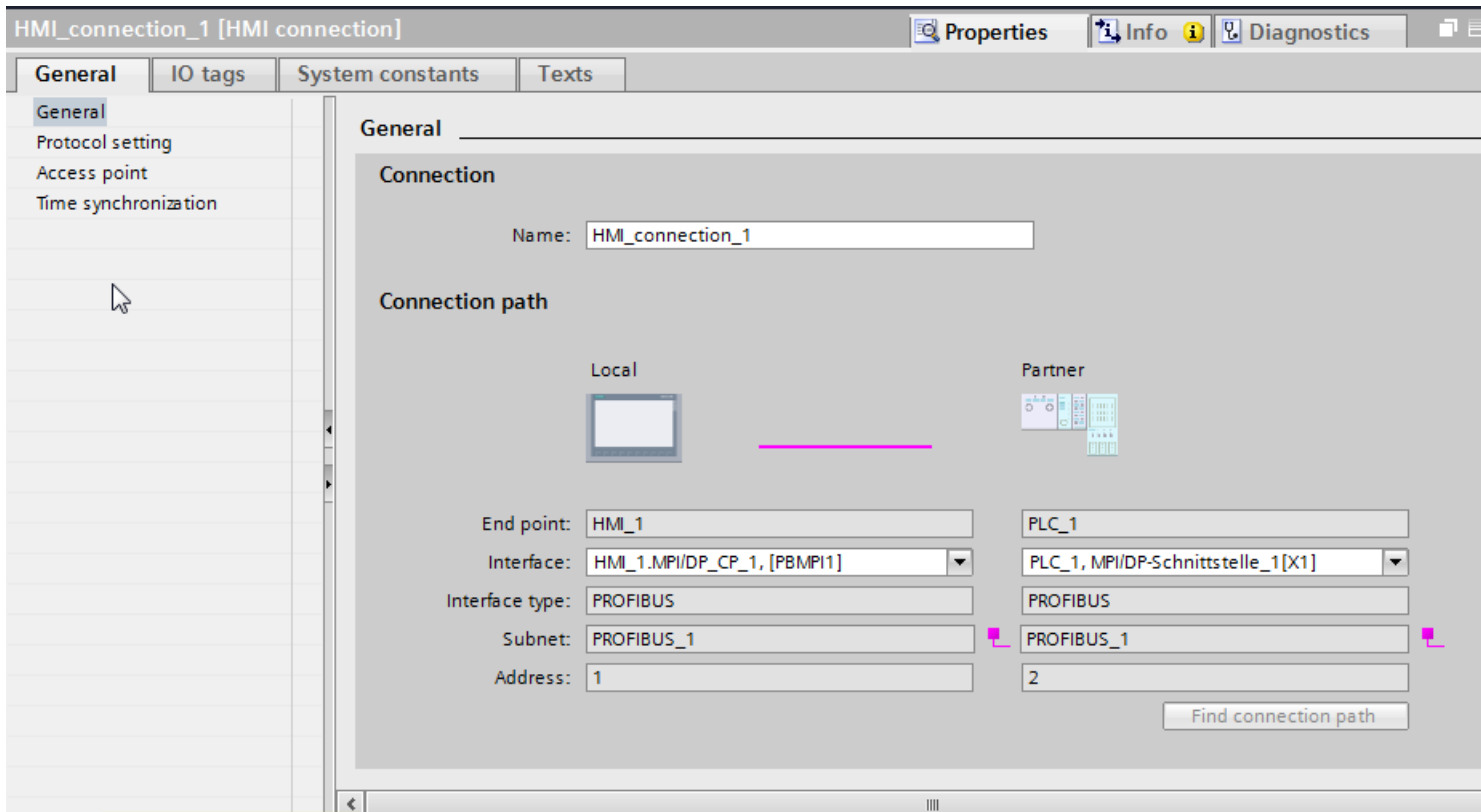 HMI_connection_1 [HMI connection]
Properties
Info
Diagnostics
General
IO tags
System constants
Texts
General
Protocol setting
Access point
Time synchronization
General
Connection
Name: HMI_connection_1
Connection path
Local Partner
End point: HMI_1 PLC_1
Interface: HMI_1.MPI/DP_CP_1, [PBMPI1] PLC_1, MPI/DP-Schnittstelle_1[X1]
Interface type: PROFIBUS PROFIBUS
Subnet: PROFIBUS_1 PROFIBUS_1
Address: 1 2
Find connection path